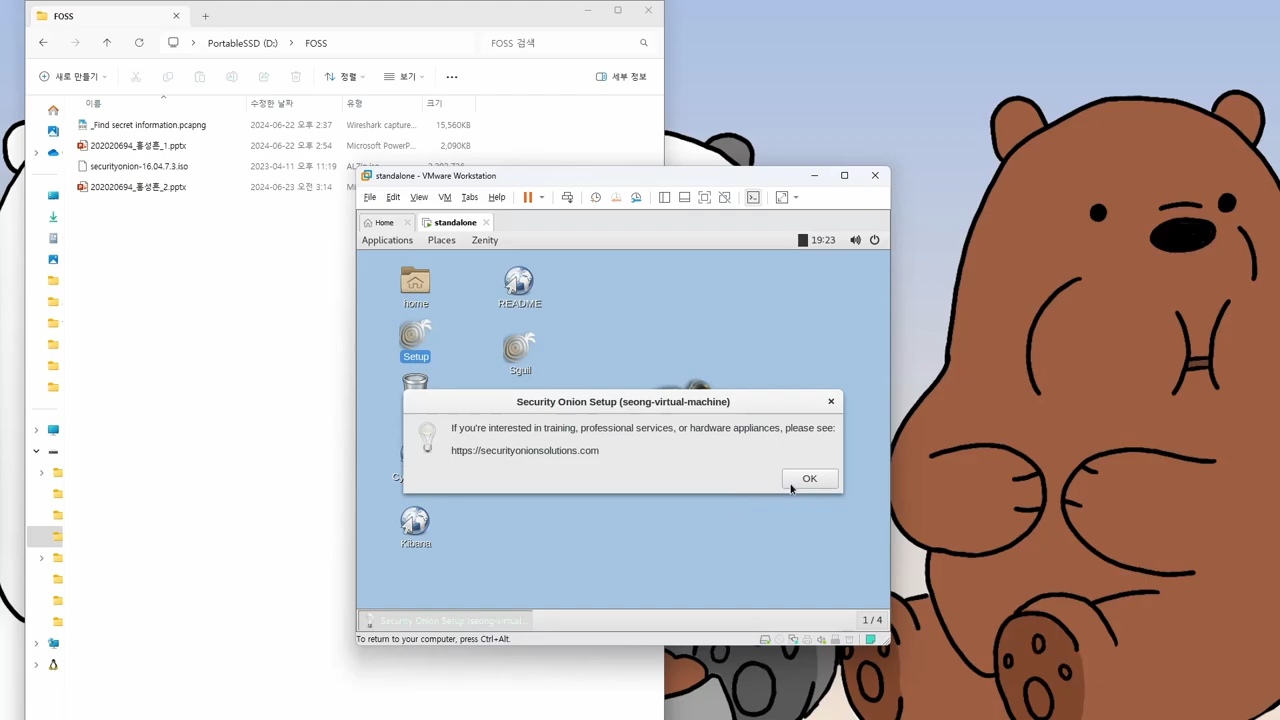 FOSS
PortableSSD (D:)
FOSS
FOSS 검색
새로 만들기
정렬
보기
세부 정보
이름
수정한 날짜
유형
크기
_Find secret information.pcapng
2024-06-22 오후 2:37
Wireshark capture...
15,560KB
202020694_홍성흔_1.pptx
2024-06-22 오후 2:54
Microsoft PowerP...
2,090KB
securityonion-16.04.7.3.iso
2023-04-11 오후 11:19
202020694_홍성흔_2.pptx
2024-06-23 오전 3:14
standalone - VMware Workstation
File Edit View VM Tabs Help
Home
standalone
Applications Places Zenity
19:23
home
README
Setup
Sguil
Security Onion Setup (seong-virtual-machine)
If you're interested in training, professional services, or hardware appliances, please see:
https://securityonionsolutions.com
OK
Kibana
Security Onion Setup (seong-virtual...
1 / 4
To return to your computer, press Ctrl+Alt.